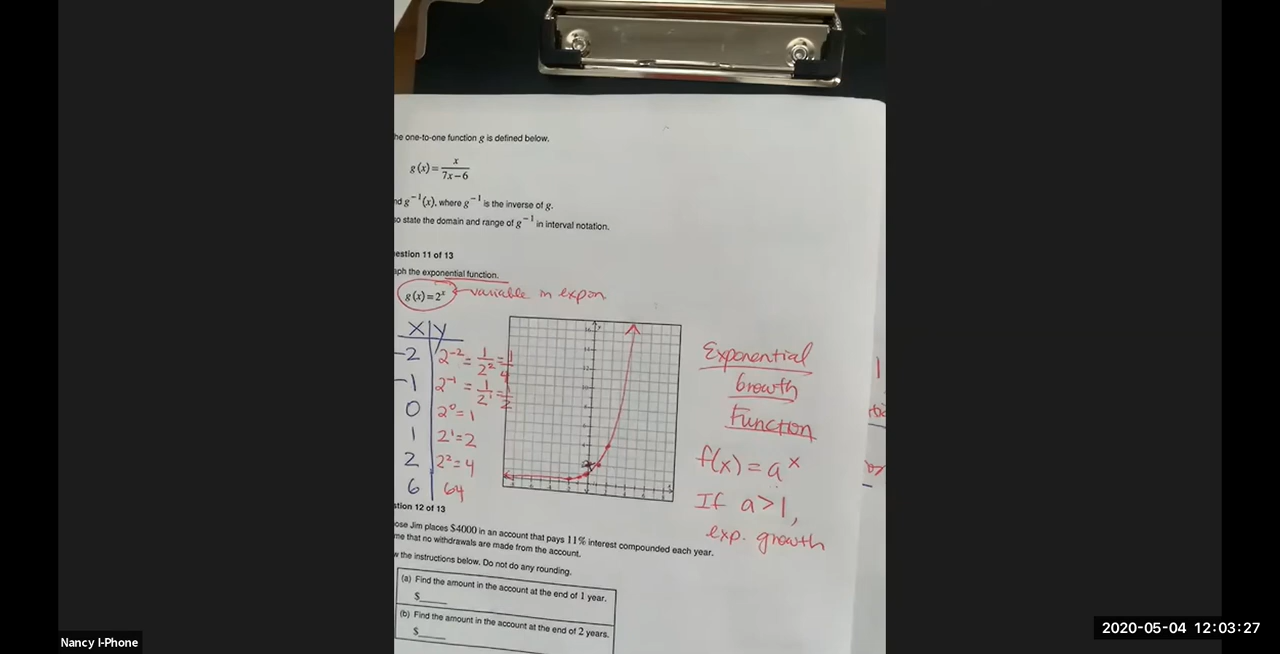 he one-to-one function g is defined below.
g(x)= x/7x-6
nd g⁻¹(x), where g⁻¹ is the inverse of g.
so state the domain and range of g⁻¹ in interval notation.
estion 11 of 13
aph the exponential function.
g(x)=2ˣ variable in expon
x | y
-2 | 2⁻² = 1/2² = 1/4
-1 | 2⁻¹ = 1/2¹ = 1/2
0 | 2⁰=1
1 | 2¹=2
2 | 2²=4
6 | 64
Exponential
Growth
Function
f(x) = aˣ
If a>1,
exp. growth
stion 12 of 13
ose Jim places $4000 in an account that pays 11% interest compounded each year.
me that no withdrawals are made from the account.
w the instructions below. Do not do any rounding.
(a) Find the amount in the account at the end of 1 year.
$____
(b) Find the amount in the account at the end of 2 years.
$____
Nancy I-Phone
2020-05-04 12:03:27